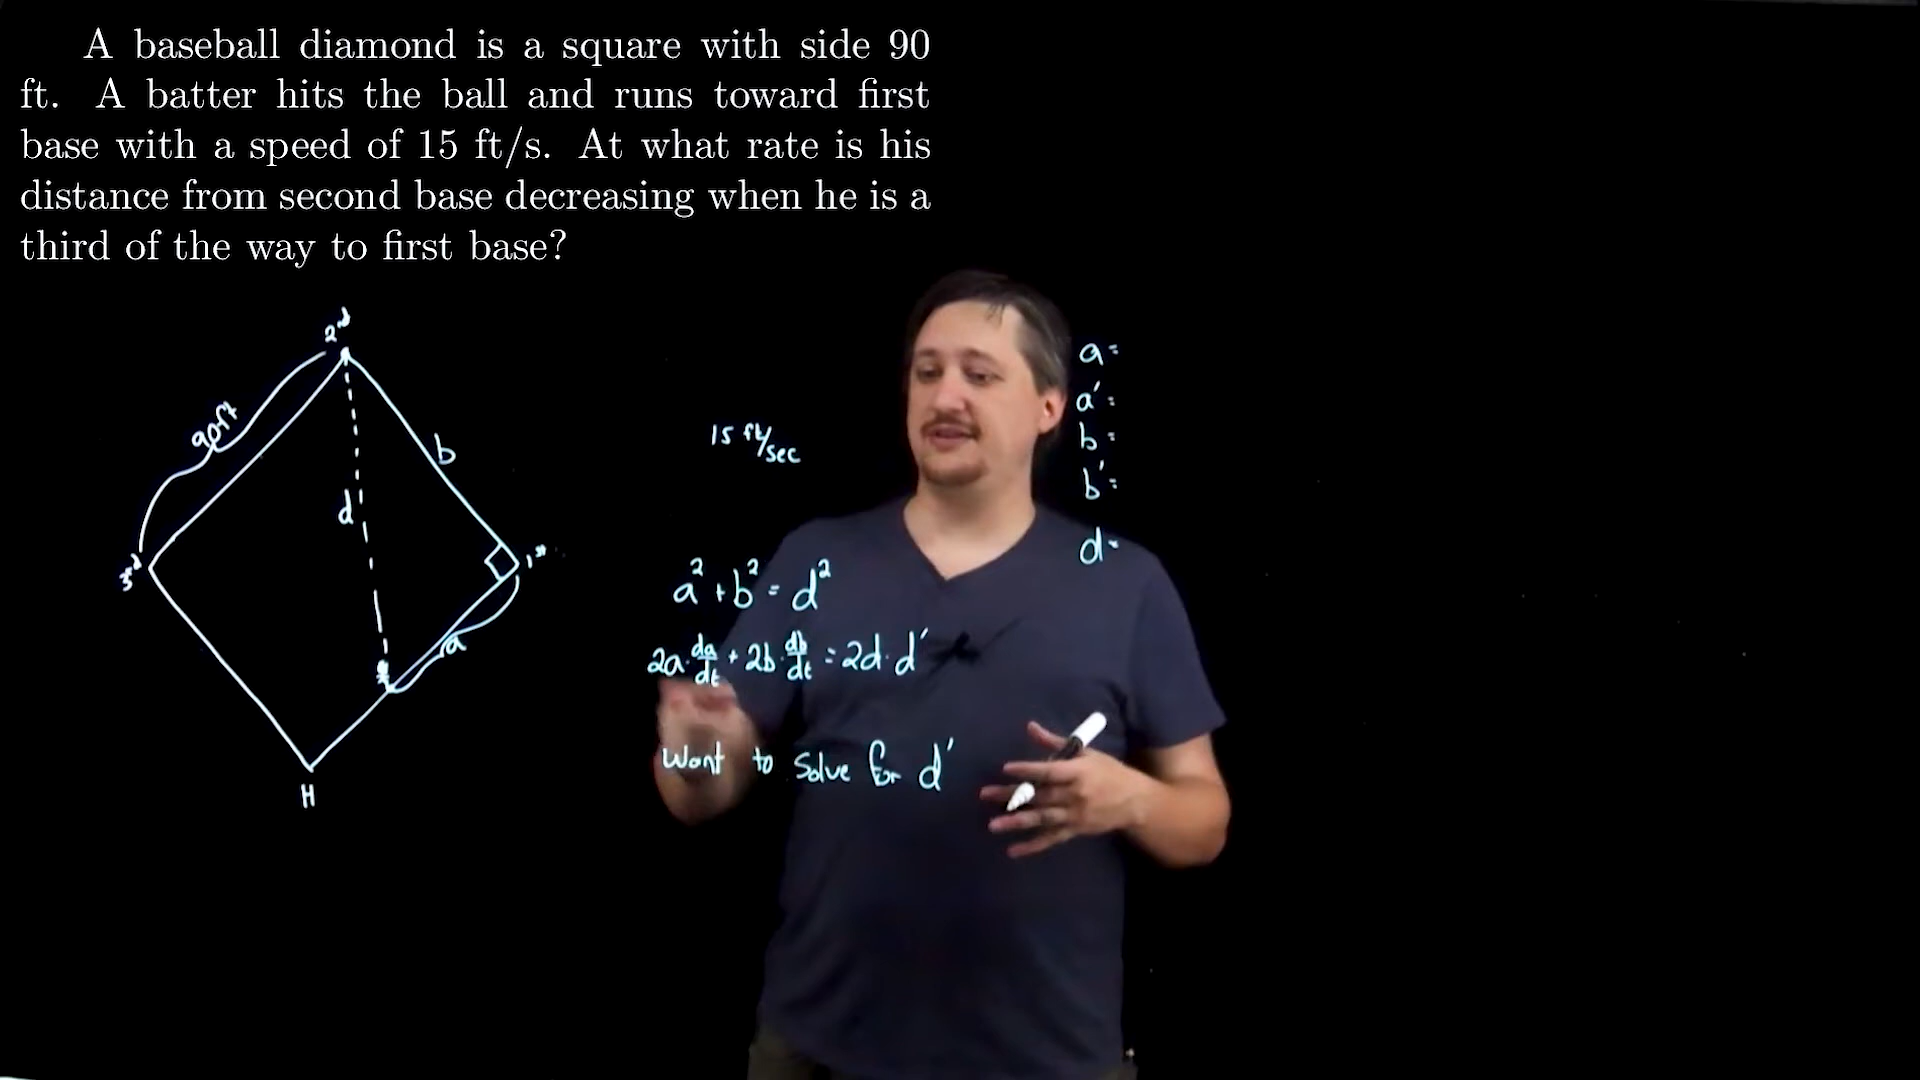 A baseball diamond is a square with side 90
ft. A batter hits the ball and runs toward first
base with a speed of 15 ft/s. At what rate is his
distance from second base decreasing when he is a
third of the way to first base?
2nd
90ft
b
d
3rd
1st
a
H
15 ft/sec
a² + b² = d²
2a · da/dt + 2b · db/dt = 2d · d'
Want to solve for d'
a =
a' =
b =
b' =
d =